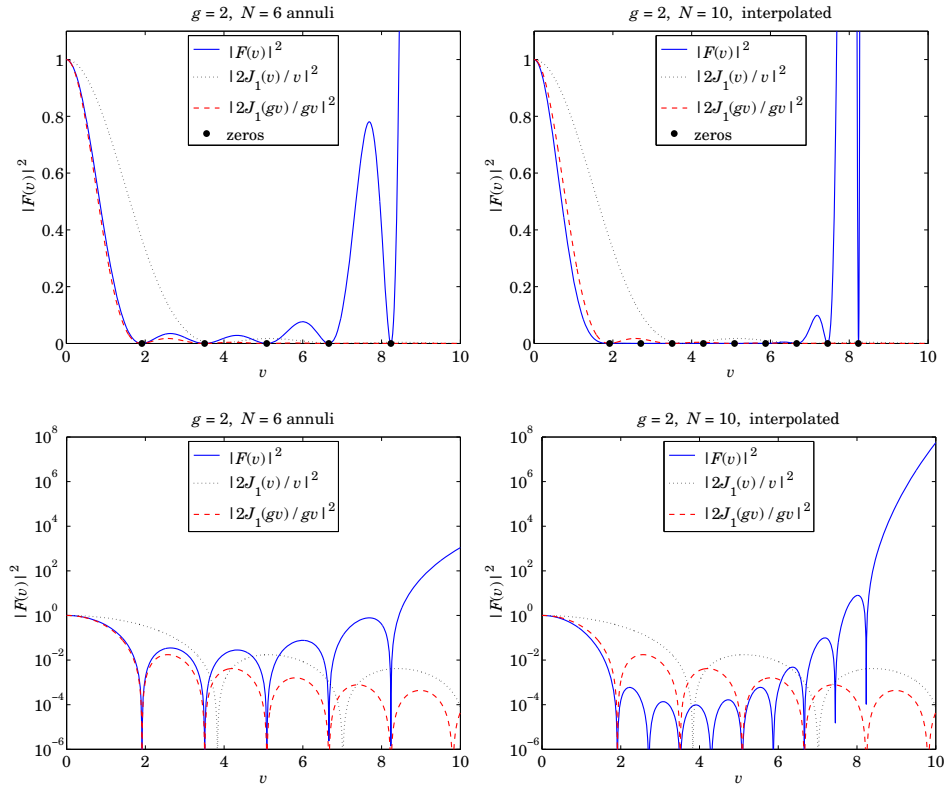 g = 2, N = 6 annuli
|F(v)|²
|2J₁(v)/v|²
|2J₁(gv)/gv|²
zeros
|F(v)|²
1
0.8
0.6
0.4
0.2
0
0 2 4 6 8 10
v
g = 2, N = 10, interpolated
|F(v)|²
|2J₁(v)/v|²
|2J₁(gv)/gv|²
zeros
|F(v)|²
1
0.8
0.6
0.4
0.2
0
0 2 4 6 8 10
v
g = 2, N = 6 annuli
|F(v)|²
|2J₁(v)/v|²
|2J₁(gv)/gv|²
|F(v)|²
10⁸
10⁶
10⁴
10²
10⁰
10⁻²
10⁻⁴
10⁻⁶
0 2 4 6 8 10
v
g = 2, N = 10, interpolated
|F(v)|²
|2J₁(v)/v|²
|2J₁(gv)/gv|²
|F(v)|²
10⁸
10⁶
10⁴
10²
10⁰
10⁻²
10⁻⁴
10⁻⁶
0 2 4 6 8 10
v